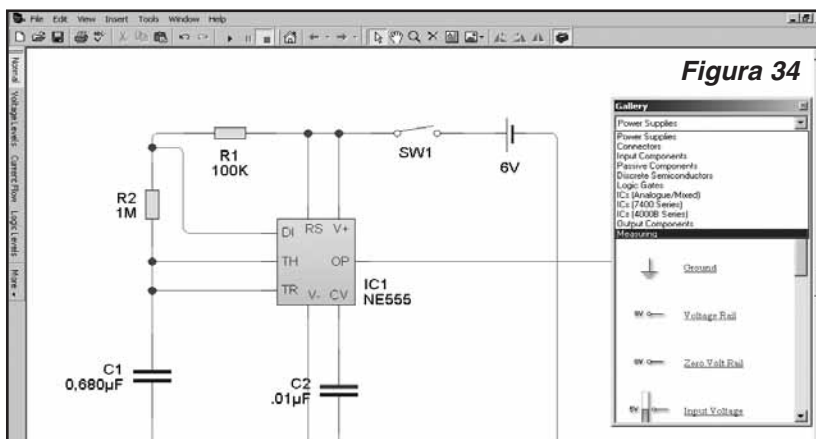 File Edit View Insert Tools Window Help
Figura 34
Normal
Voltage Levels
Current Flow
Logic Levels
More
R1
100K
SW1
6V
R2
1M
DI RS V+
TH OP
TR V- CV
IC1
NE555
C1
0,680µF
C2
.01µF
Gallery
Power Supplies
Power Supplies
Connectors
Input Components
Passive Components
Discrete Semiconductors
Logic Gates
ICs (Analogue/Mixed)
ICs (7400 Series)
ICs (4000B Series)
Output Components
Measuring
Ground
Voltage Rail
Zero Volt Rail
Input Voltage